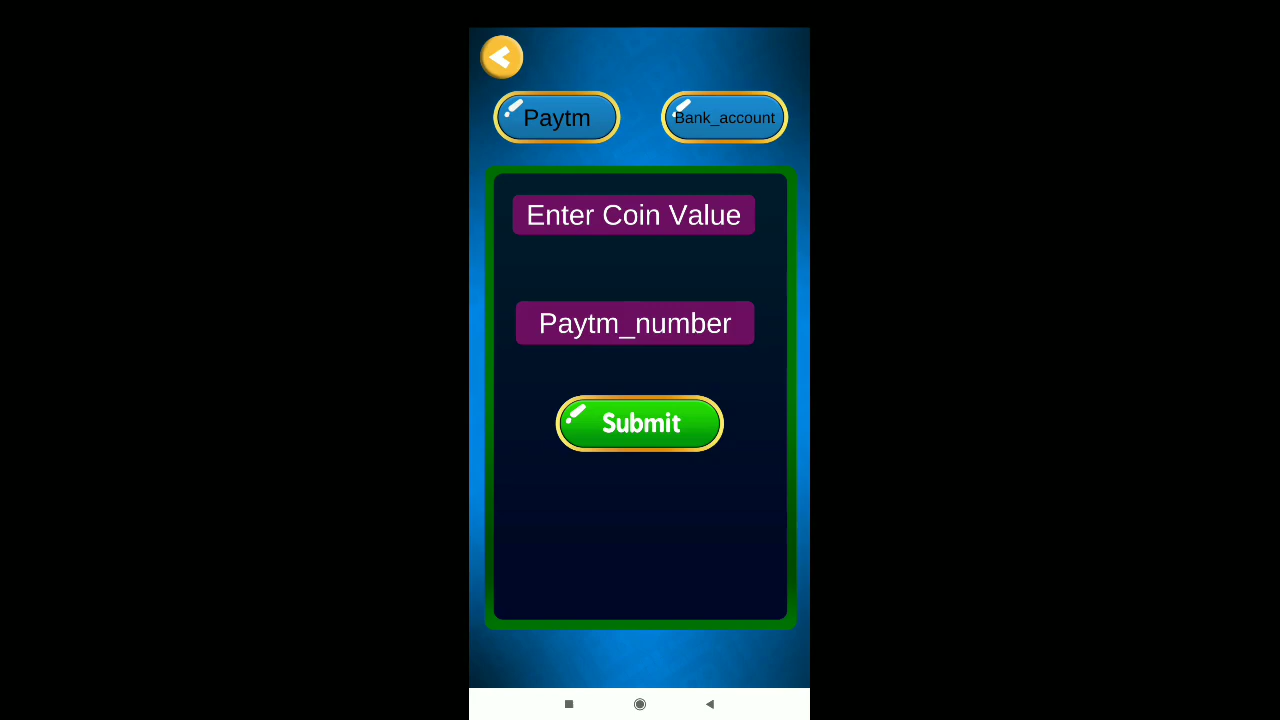 Paytm
Bank_account
Enter Coin Value
Paytm_number
Submit